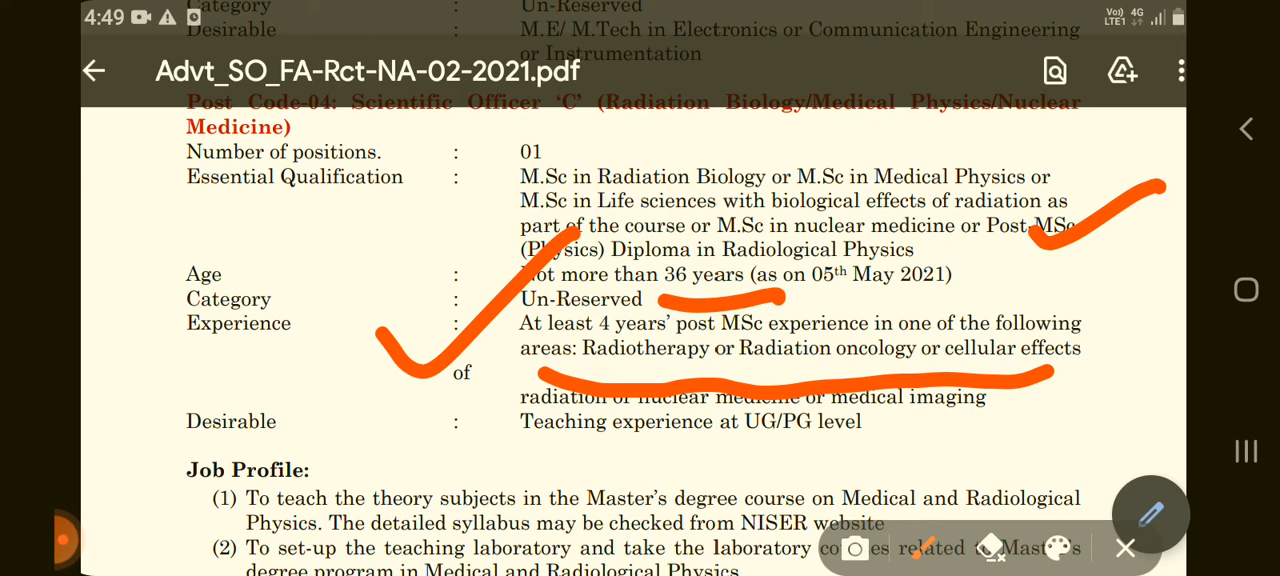 4:49
Vo)) 4G
LTE1
Category : Un-Reserved
Desirable : M.E/ M.Tech in Electronics or Communication Engineering
or Instrumentation
Advt_SO_FA-Rct-NA-02-2021.pdf
Post Code-04: Scientific Officer ‘C’ (Radiation Biology/Medical Physics/Nuclear
Medicine)
Number of positions. : 01
Essential Qualification : M.Sc in Radiation Biology or M.Sc in Medical Physics or
M.Sc in Life sciences with biological effects of radiation as
part of the course or M.Sc in nuclear medicine or Post-MSc
(Physics) Diploma in Radiological Physics
Age : Not more than 36 years (as on 05th May 2021)
Category : Un-Reserved
Experience : At least 4 years’ post MSc experience in one of the following
areas: Radiotherapy or Radiation oncology or cellular effects
of
radiation or nuclear medicine or medical imaging
Desirable : Teaching experience at UG/PG level
Job Profile:
(1) To teach the theory subjects in the Master’s degree course on Medical and Radiological
Physics. The detailed syllabus may be checked from NISER website
(2) To set-up the teaching laboratory and take the laboratory courses related to Master’s
degree program in Medical and Radiological Physics